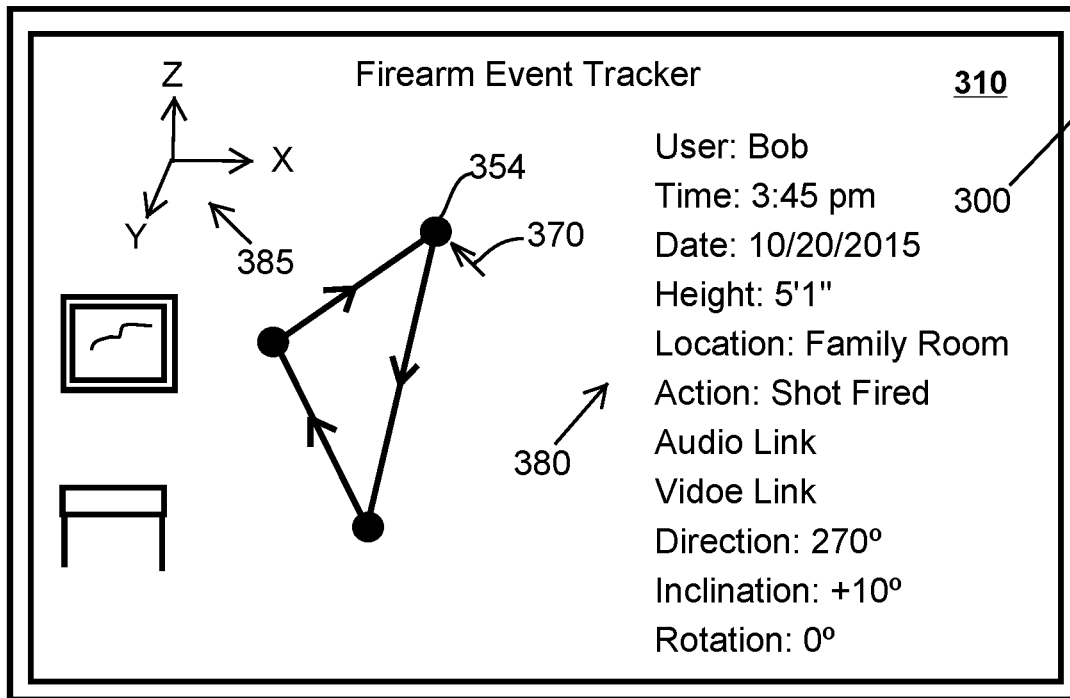 Firearm Event Tracker
310
Z
X
Y
385
354
370
380
300
User: Bob
Time: 3:45 pm
Date: 10/20/2015
Height: 5'1"
Location: Family Room
Action: Shot Fired
Audio Link
Vidoe Link
Direction: 270º
Inclination: +10º
Rotation: 0º